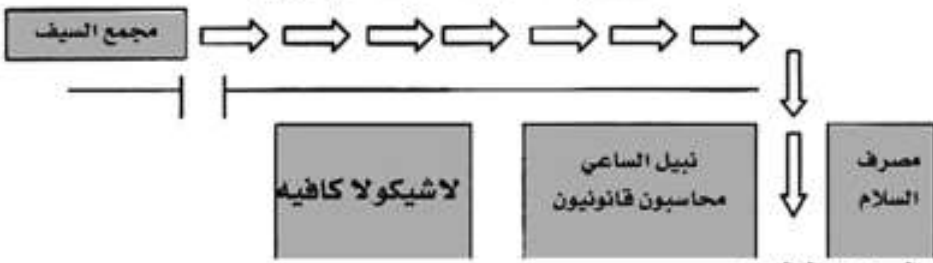 مجمع السيف
مصرف
السلام
نبيل الساعي
محاسبون قانونيون
لاشيكولا كافيه